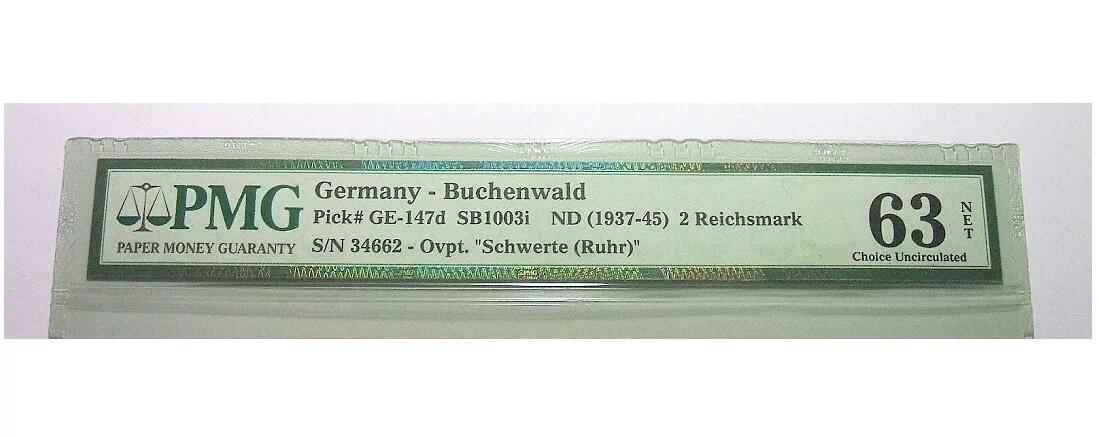 PMG
PAPER MONEY GUARANTY
Germany - Buchenwald
Pick# GE-147d SB1003i ND (1937-45) 2 Reichsmark
S/N 34662 - Ovpt. "Schwerte (Ruhr)"
63
NET
Choice Uncirculated